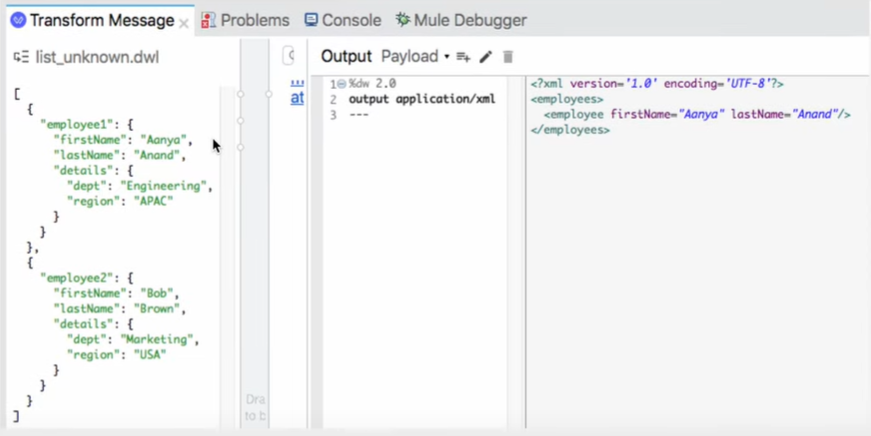 Transform Message Problems Console Mule Debugger
list_unknown.dwl
[
  {
    "employee1": {
      "firstName": "Aanya",
      "lastName": "Anand",
      "details": {
        "dept": "Engineering",
        "region": "APAC"
      }
    }
  },
  {
    "employee2": {
      "firstName": "Bob",
      "lastName": "Brown",
      "details": {
        "dept": "Marketing",
        "region": "USA"
      }
    }
  }
]
...
at
Dra
to b
Output Payload
1 %dw 2.0
2 output application/xml
3 ---
<?xml version='1.0' encoding='UTF-8'?>
<employees>
  <employee firstName="Aanya" lastName="Anand"/>
</employees>